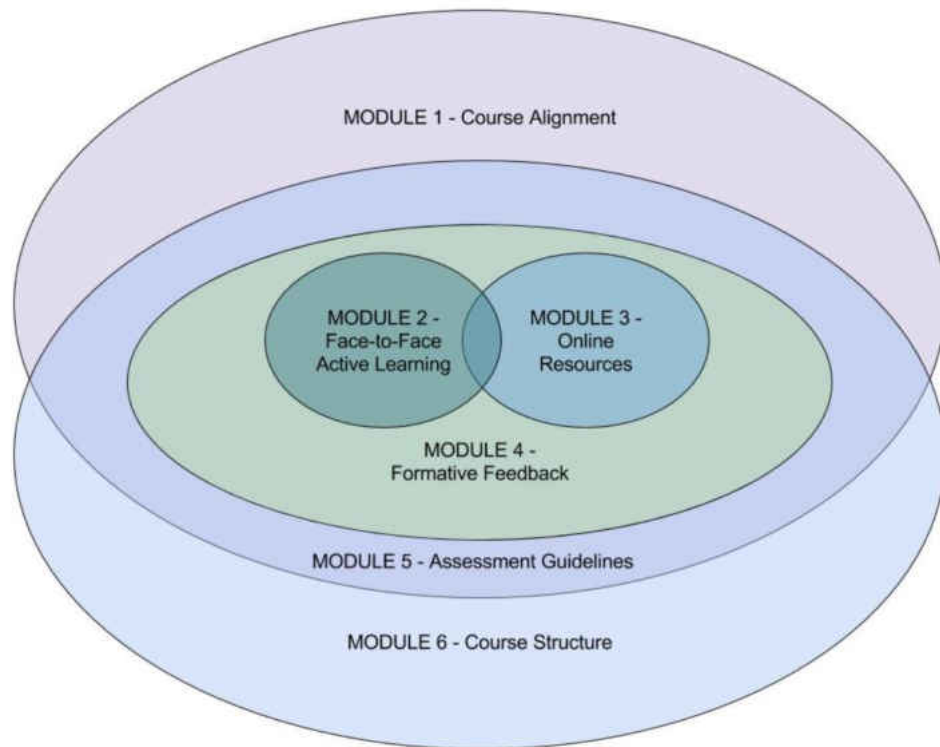 MODULE 1 - Course Alignment
MODULE 2 -
Face-to-Face
Active Learning
MODULE 3 -
Online
Resources
MODULE 4 -
Formative Feedback
MODULE 5 - Assessment Guidelines
MODULE 6 - Course Structure